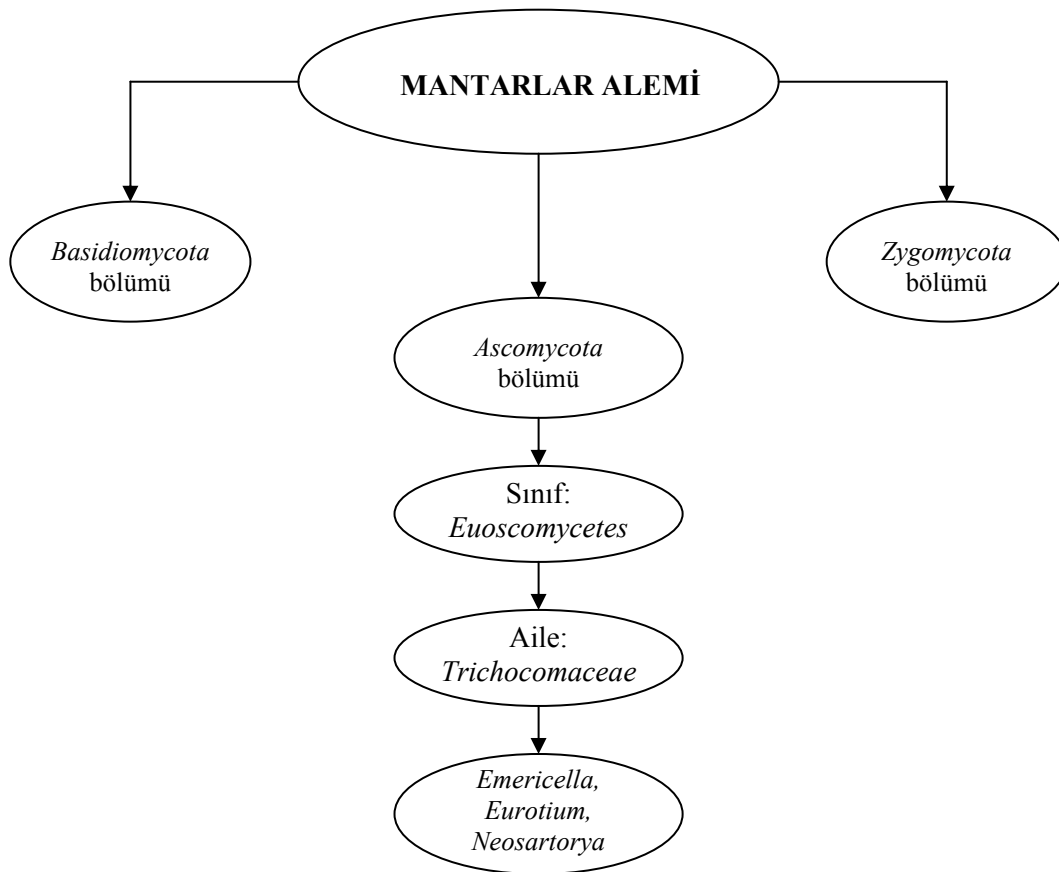 MANTARLAR ALEMİ
Basidiomycota
bölümü
Zygomycota
bölümü
Ascomycota
bölümü
Sınıf:
Euoscomycetes
Aile:
Trichocomaceae
Emericella,
Eurotium,
Neosartorya